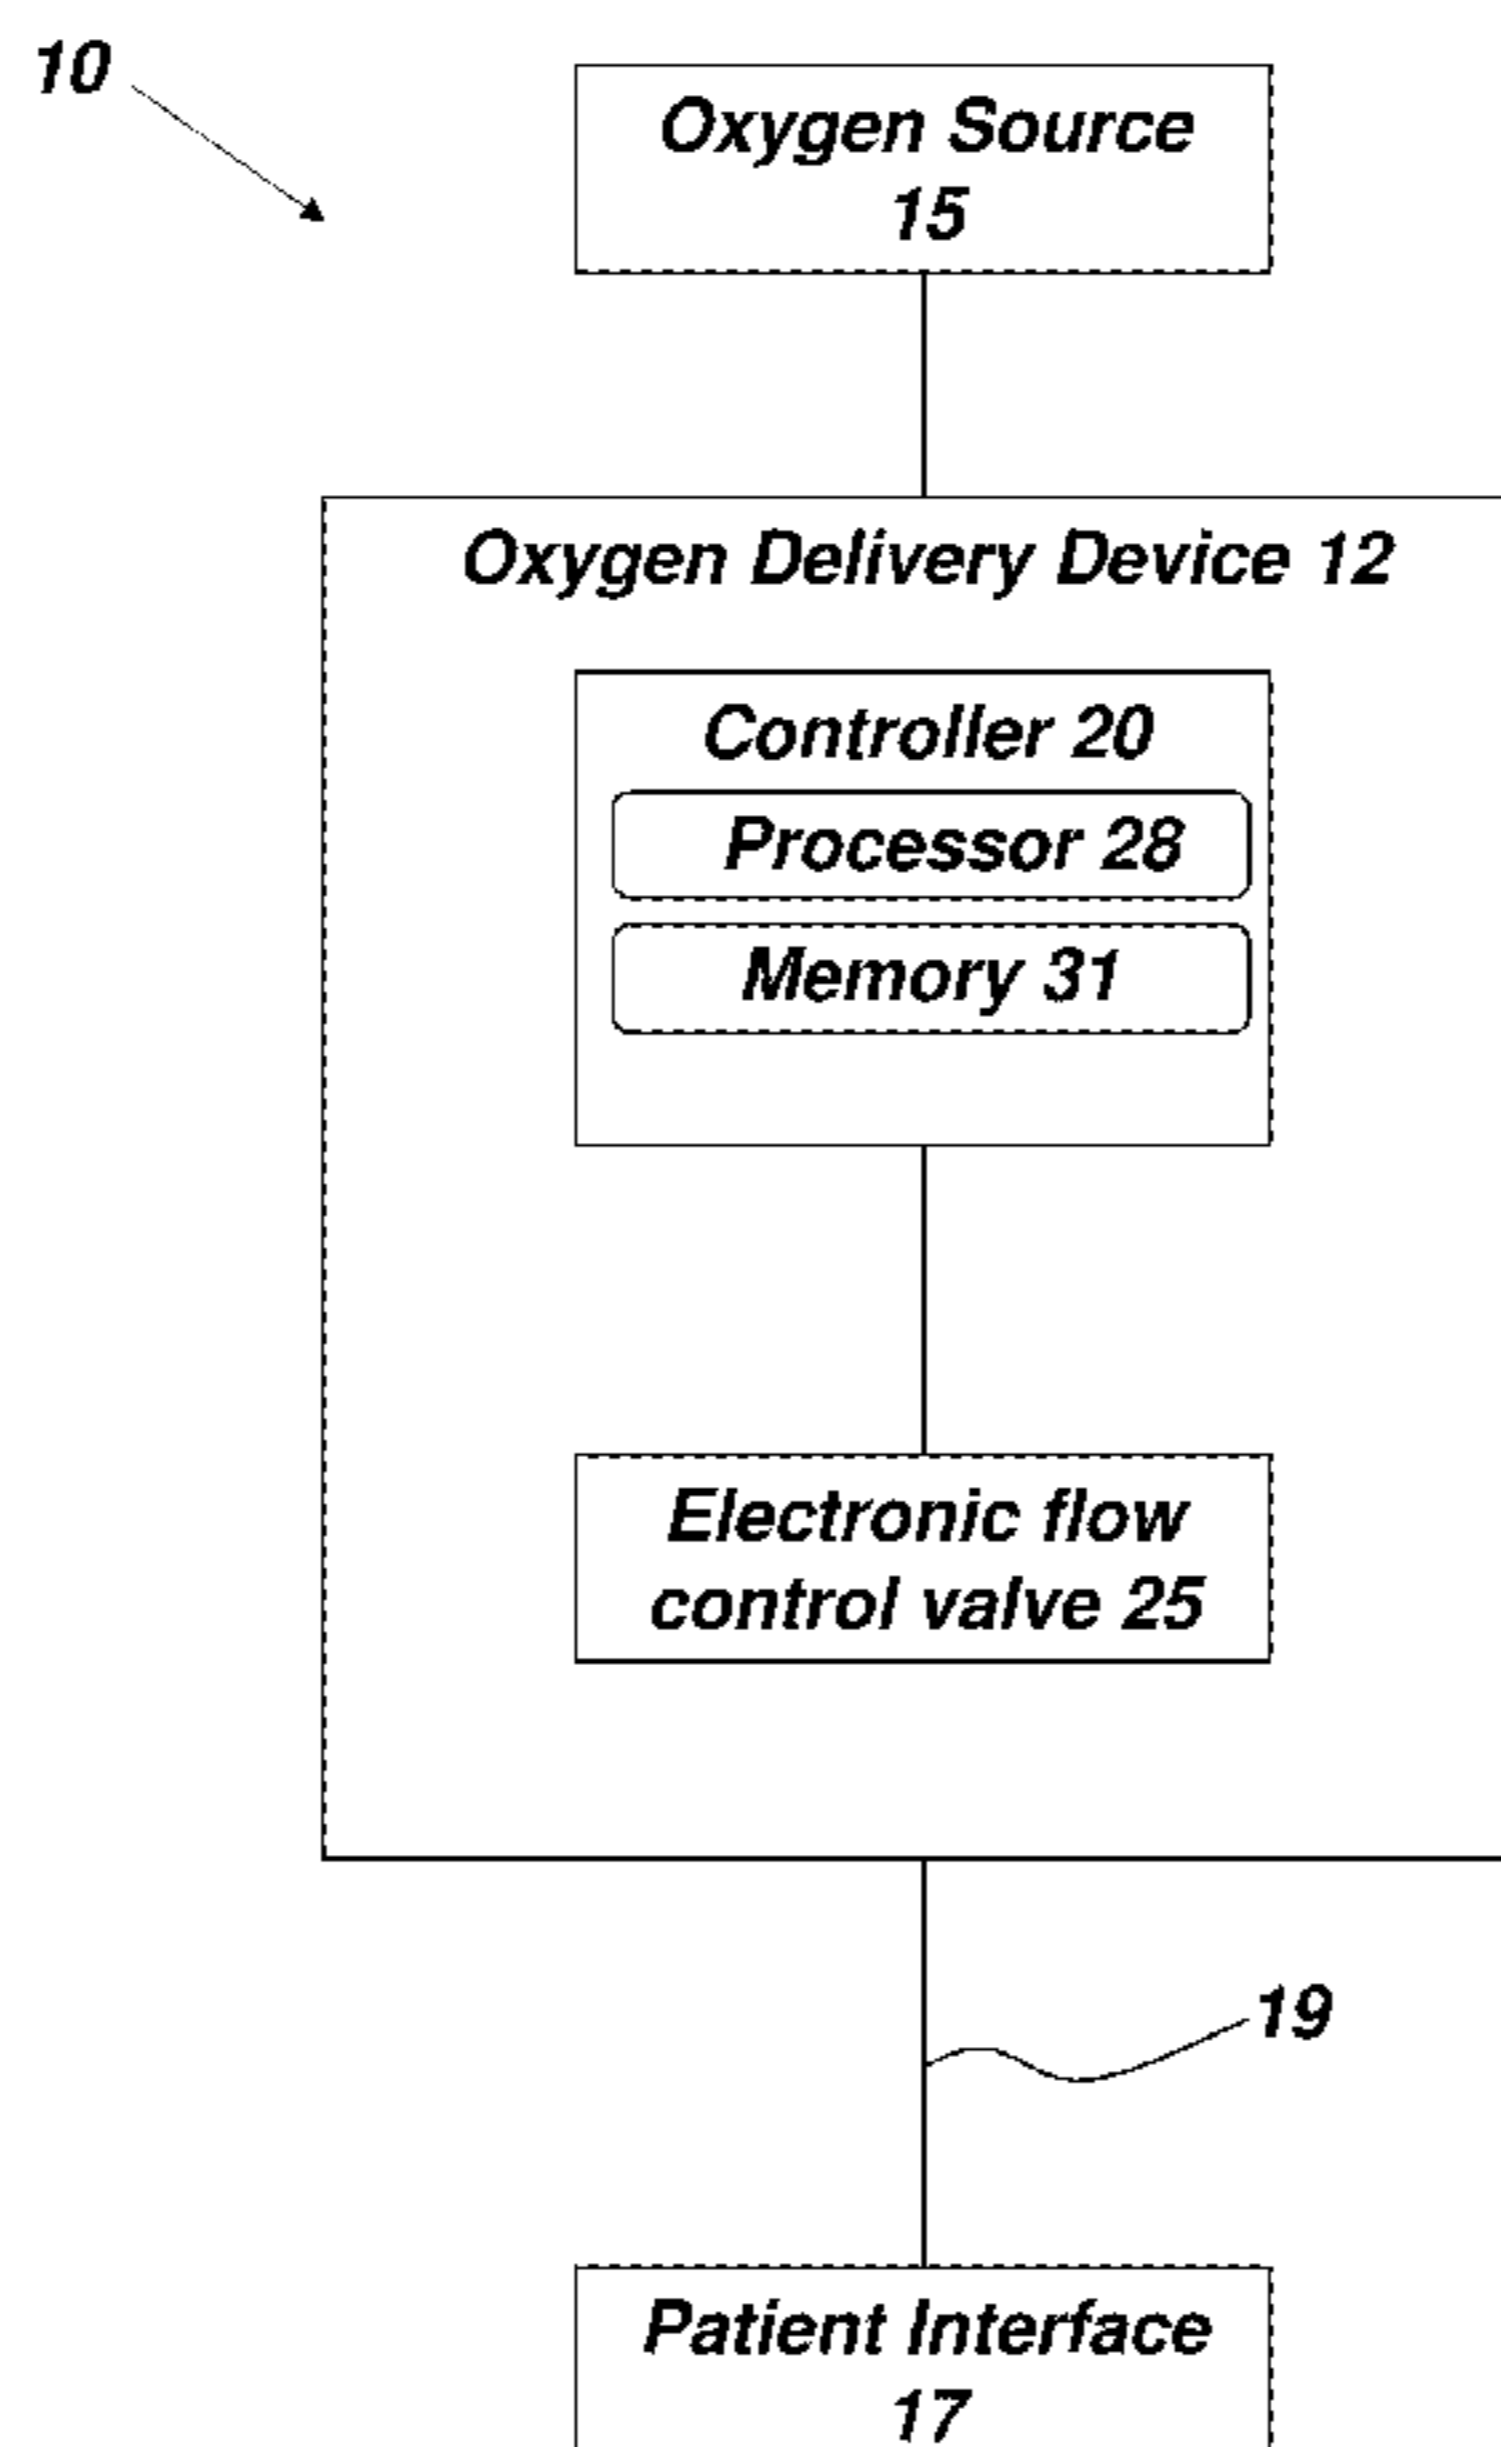 10
Oxygen Source
15
Oxygen Delivery Device 12
Controller 20
Processor 28
Memory 31
Electronic flow
control valve 25
19
Patient Interface
17